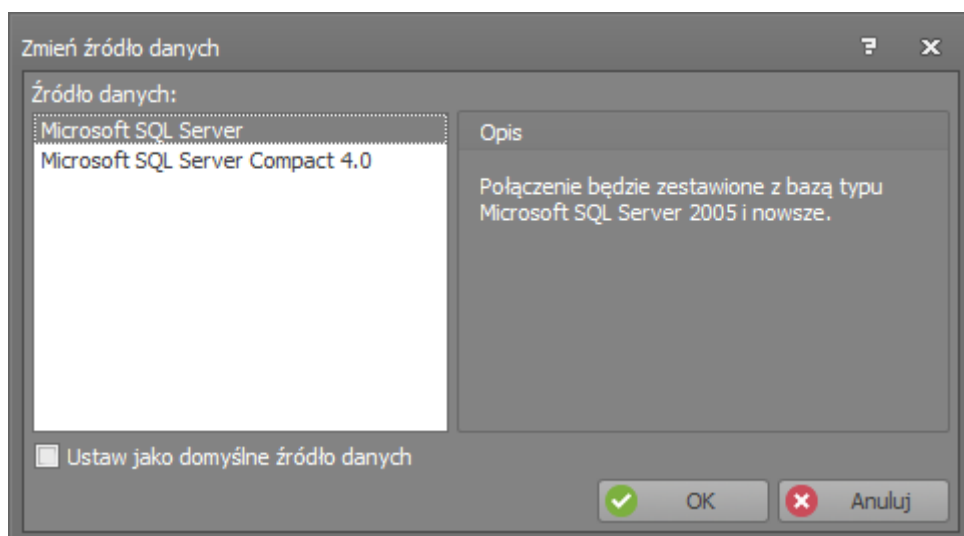 Zmień źródło danych
Źródło danych:
Microsoft SQL Server
Microsoft SQL Server Compact 4.0
Opis
Połączenie będzie zestawione z bazą typu
Microsoft SQL Server 2005 i nowsze.
Ustaw jako domyślne źródło danych
OK
Anuluj